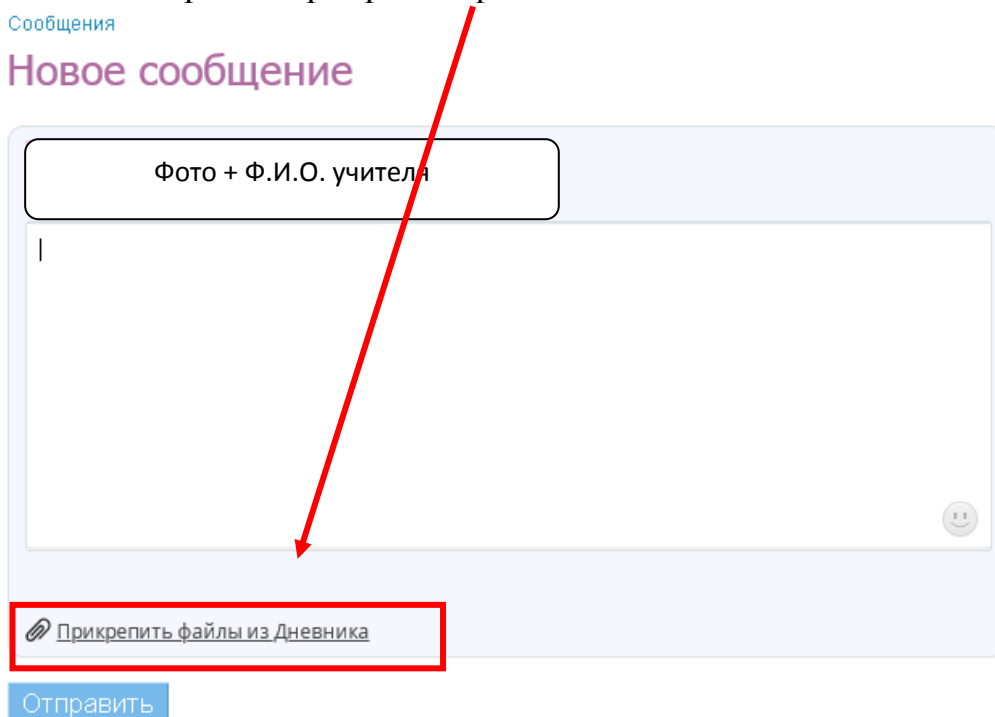 Сообщения
Новое сообщение
Фото + Ф.И.О. учителя
Прикрепить файлы из Дневника
Отправить